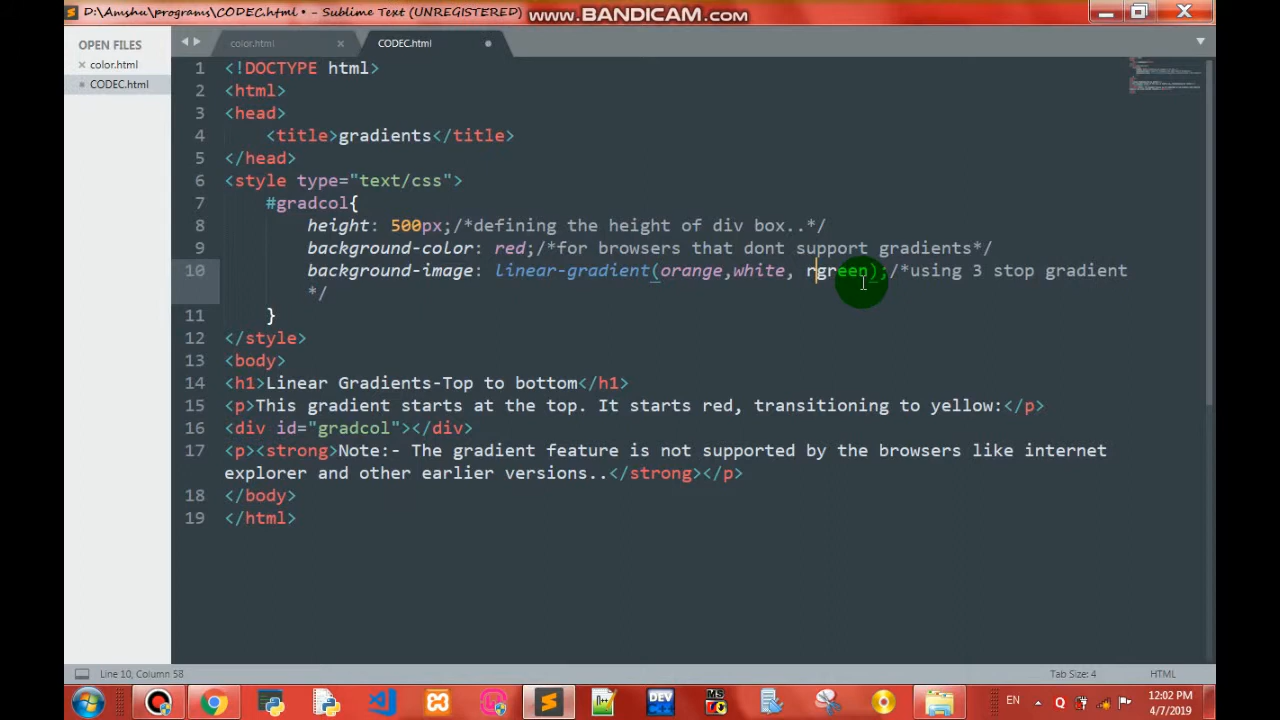 D:\Anshu\programs\CODEC.html • - Sublime Text (UNREGISTERED)
www.BANDICAM.com
OPEN FILES
color.html
CODEC.html
color.html
CODEC.html
1 <!DOCTYPE html>
2 <html>
3 <head>
4 <title>gradients</title>
5 </head>
6 <style type="text/css">
7 #gradcol{
8 height: 500px;/*defining the height of div box..*/
9 background-color: red;/*for browsers that dont support gradients*/
10 background-image: linear-gradient(orange,white, rgreen);/*using 3 stop gradient
*/
11 }
12 </style>
13 <body>
14 <h1>Linear Gradients-Top to bottom</h1>
15 <p>This gradient starts at the top. It starts red, transitioning to yellow:</p>
16 <div id="gradcol"></div>
17 <p><strong>Note:- The gradient feature is not supported by the browsers like internet
explorer and other earlier versions..</strong></p>
18 </body>
19 </html>
Line 10, Column 58
Tab Size: 4
HTML
DEV
MS
EN
12:02 PM
4/7/2019